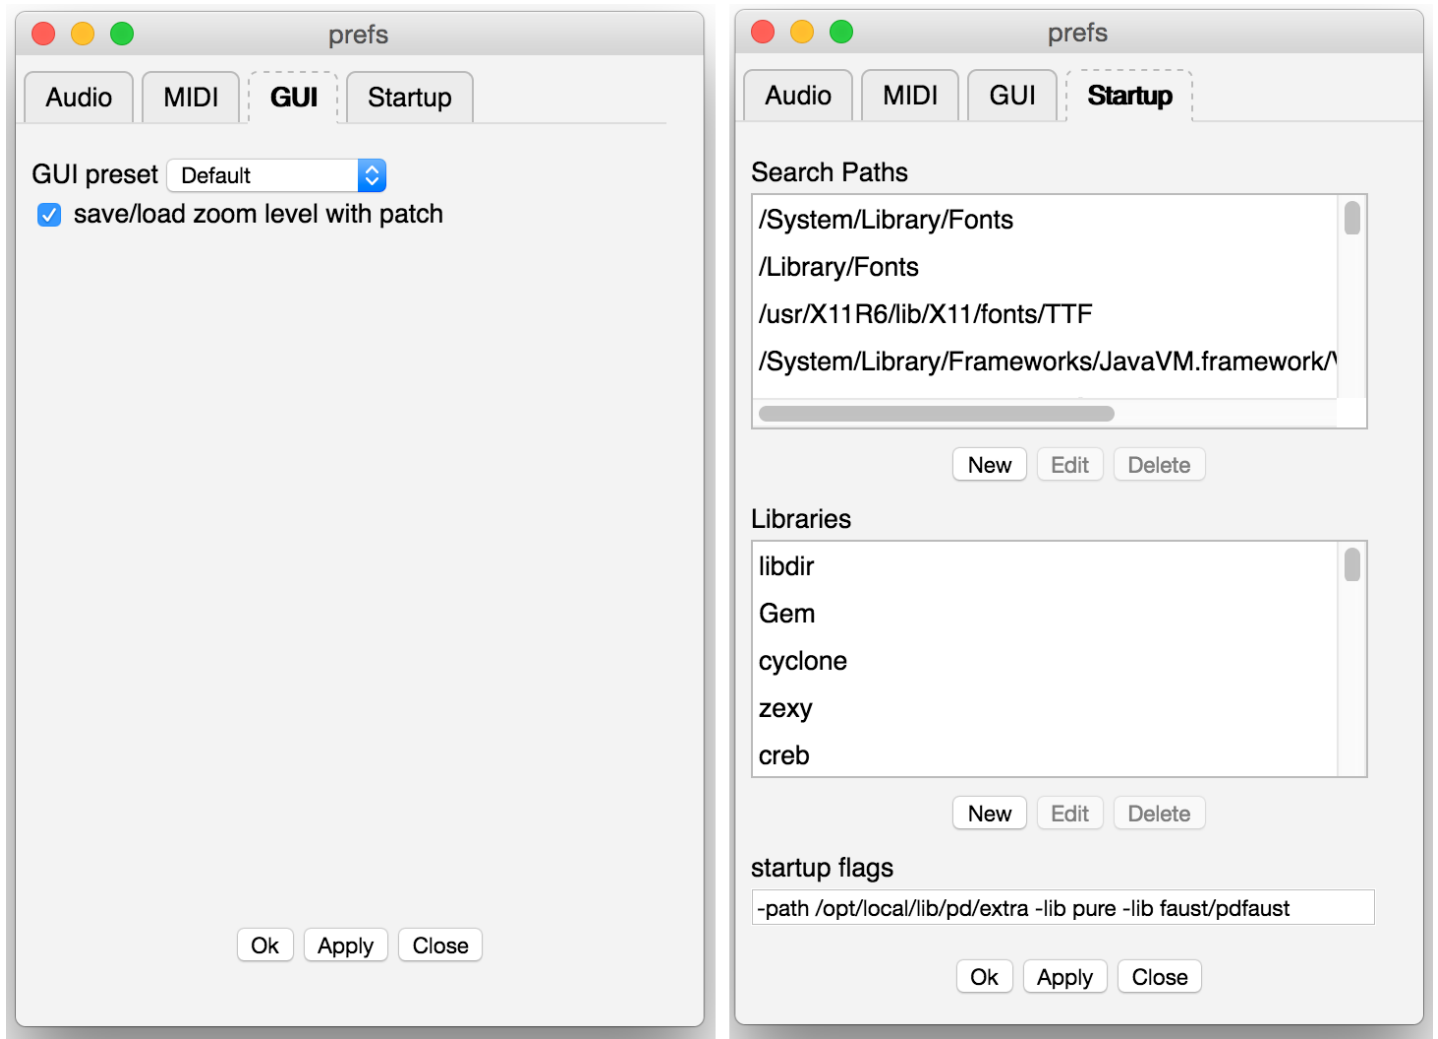 prefs
Audio MIDI GUI Startup
GUI preset Default
save/load zoom level with patch
Ok Apply Close
prefs
Audio MIDI GUI Startup
Search Paths
/System/Library/Fonts
/Library/Fonts
/usr/X11R6/lib/X11/fonts/TTF
/System/Library/Frameworks/JavaVM.framework/
New Edit Delete
Libraries
libdir
Gem
cyclone
zexy
creb
New Edit Delete
startup flags
-path /opt/local/lib/pd/extra -lib pure -lib faust/pdfaust
Ok Apply Close